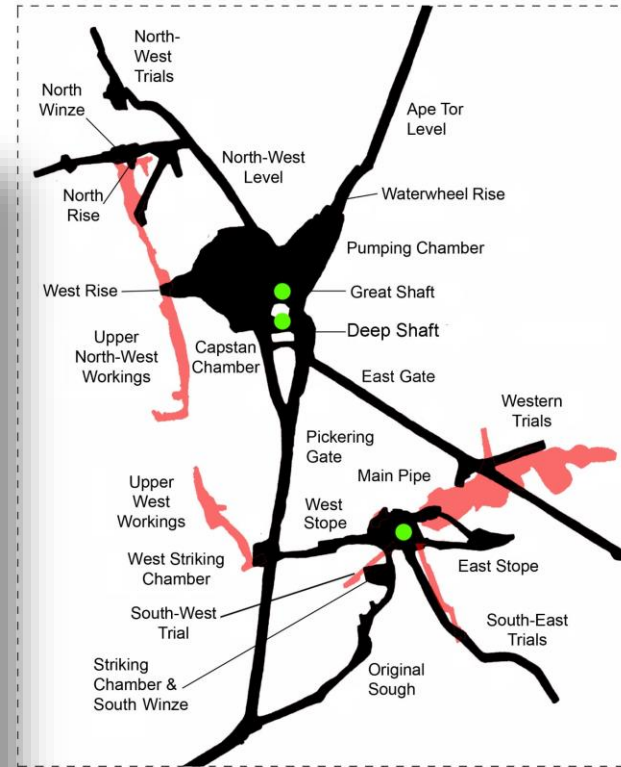 North-
West
Trials
North
Winze
Ape Tor
Level
North-West
Level
North
Rise
Waterwheel Rise
Pumping Chamber
West Rise
Great Shaft
Deep Shaft
Upper
North-West
Workings
Capstan
Chamber
East Gate
Western
Trials
Pickering
Gate
Main Pipe
Upper
West
Workings
West
Stope
West Striking
Chamber
East Stope
South-West
Trial
South-East
Trials
Striking
Chamber &
South Winze
Original
Sough